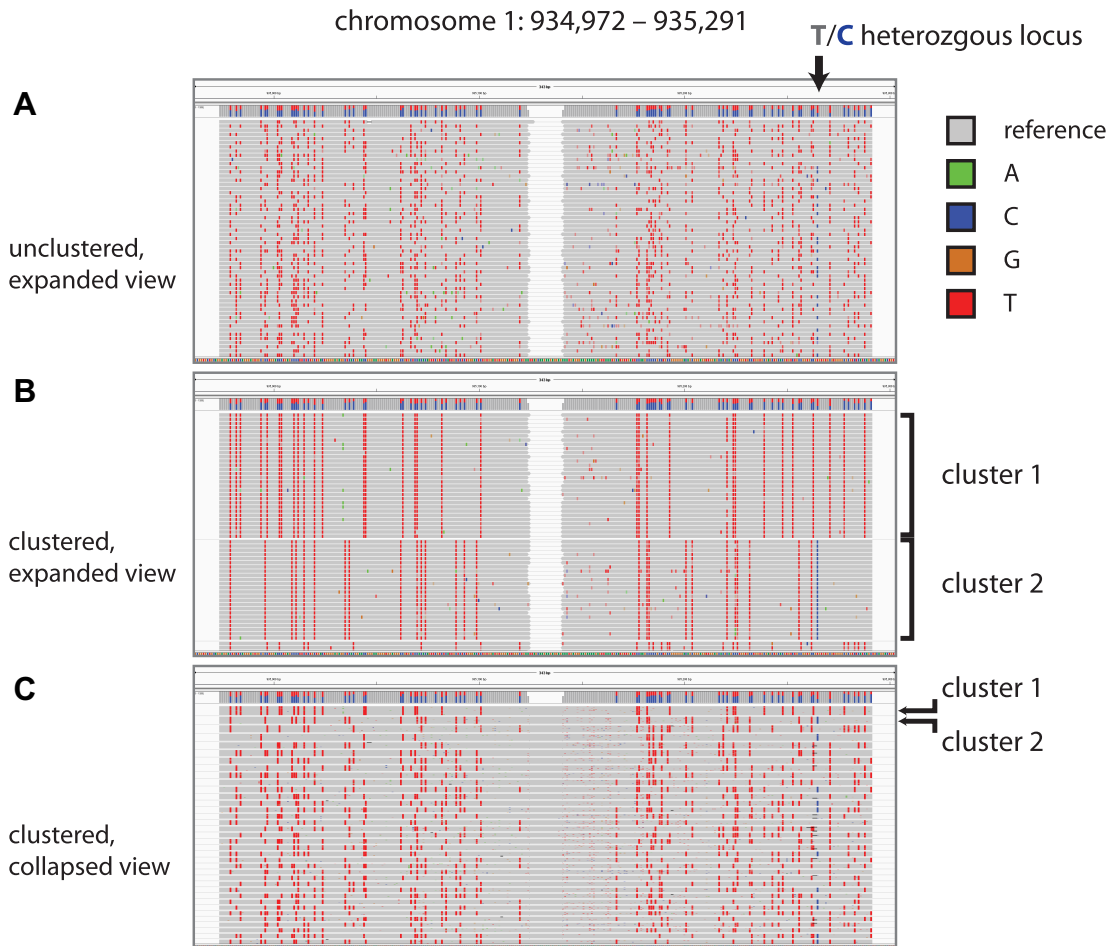 chromosome 1: 934,972 – 935,291
T/C heterozgous locus
A
reference
A
C
G
T
unclustered,
expanded view
B
cluster 1
clustered,
expanded view
cluster 2
C
cluster 1
cluster 2
clustered,
collapsed view